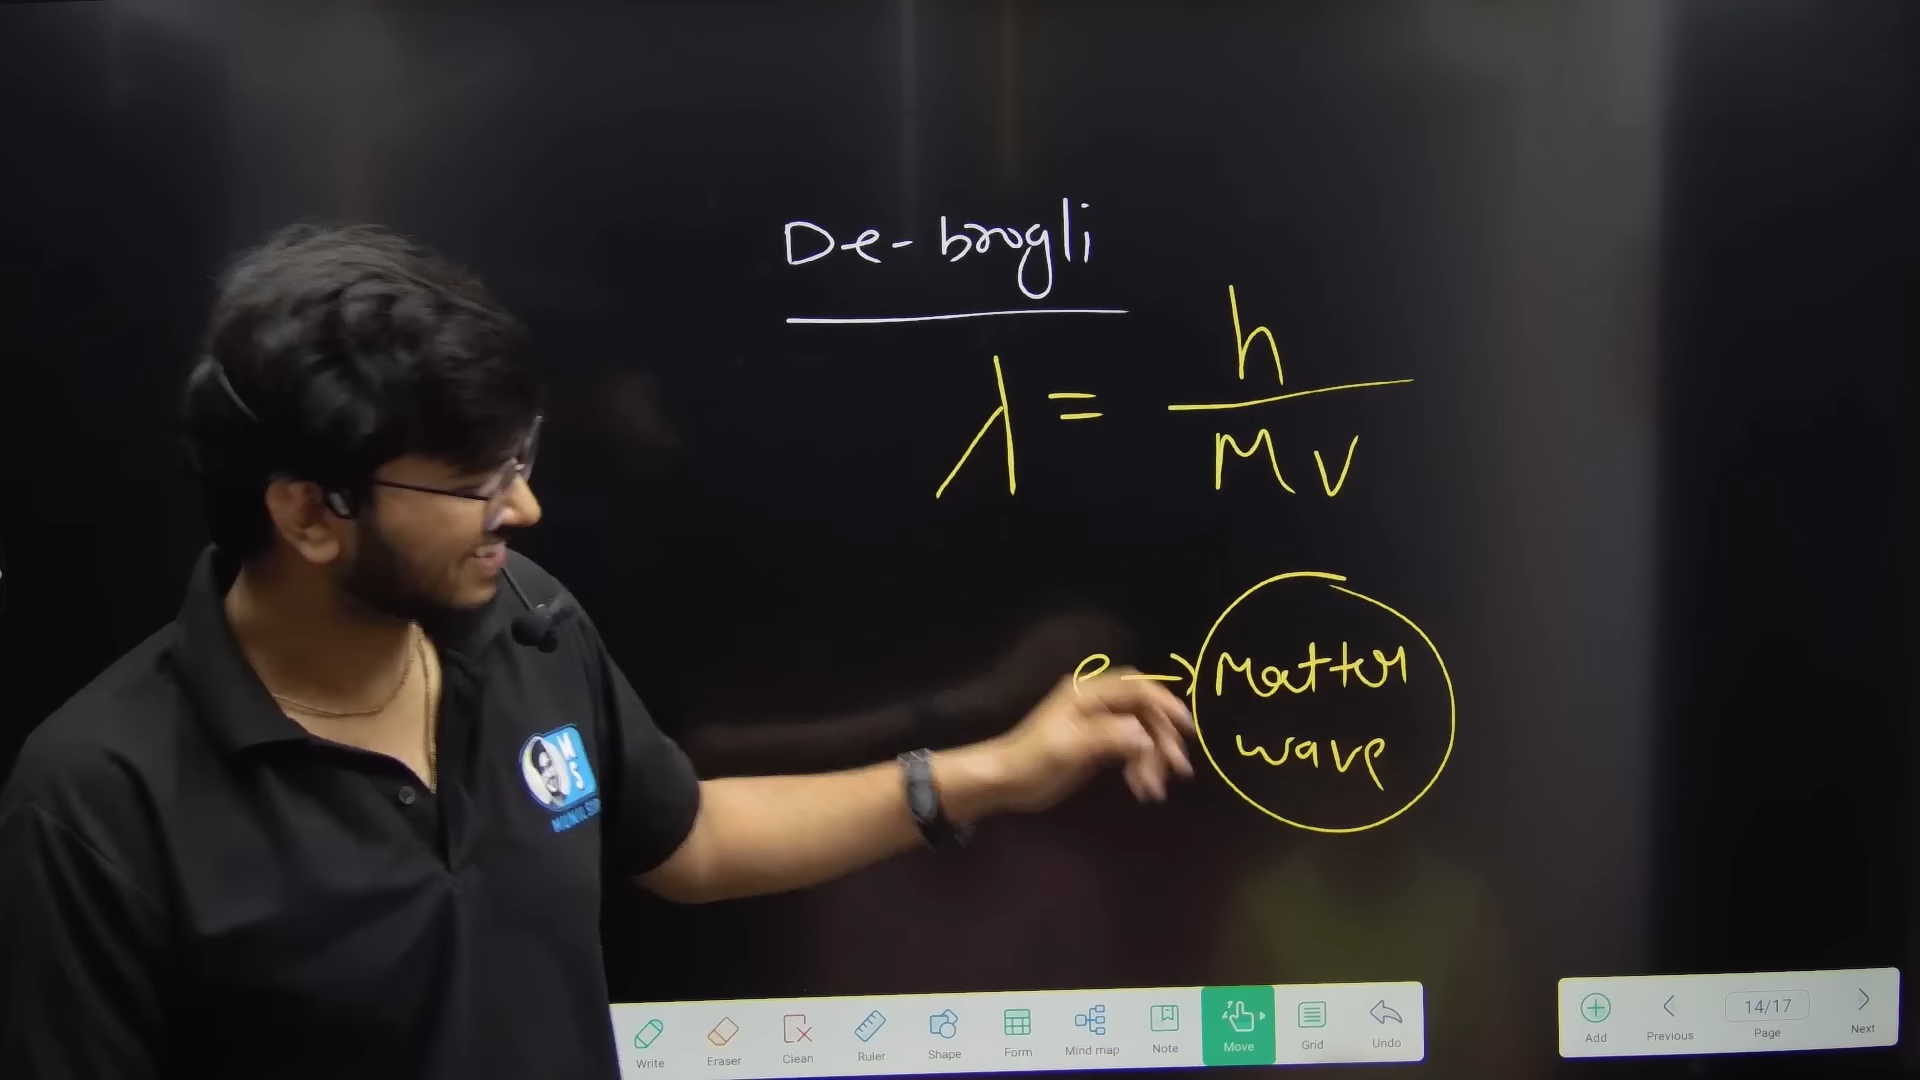 De-brogli
λ = h / Mv
e → Matter
wave
MS
Write Eraser Clean Ruler Shape Form Mind map Note Move Grid Undo
Add Previous 14/17 Page Next